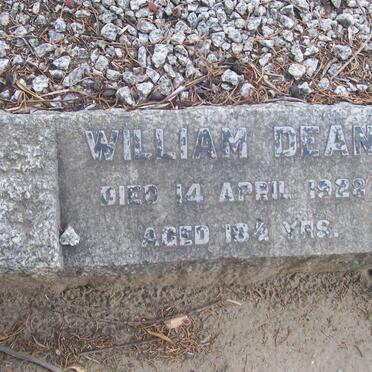 WILLIAM DEAN
DIED 14 APRIL 1928
AGED 18½ YRS.